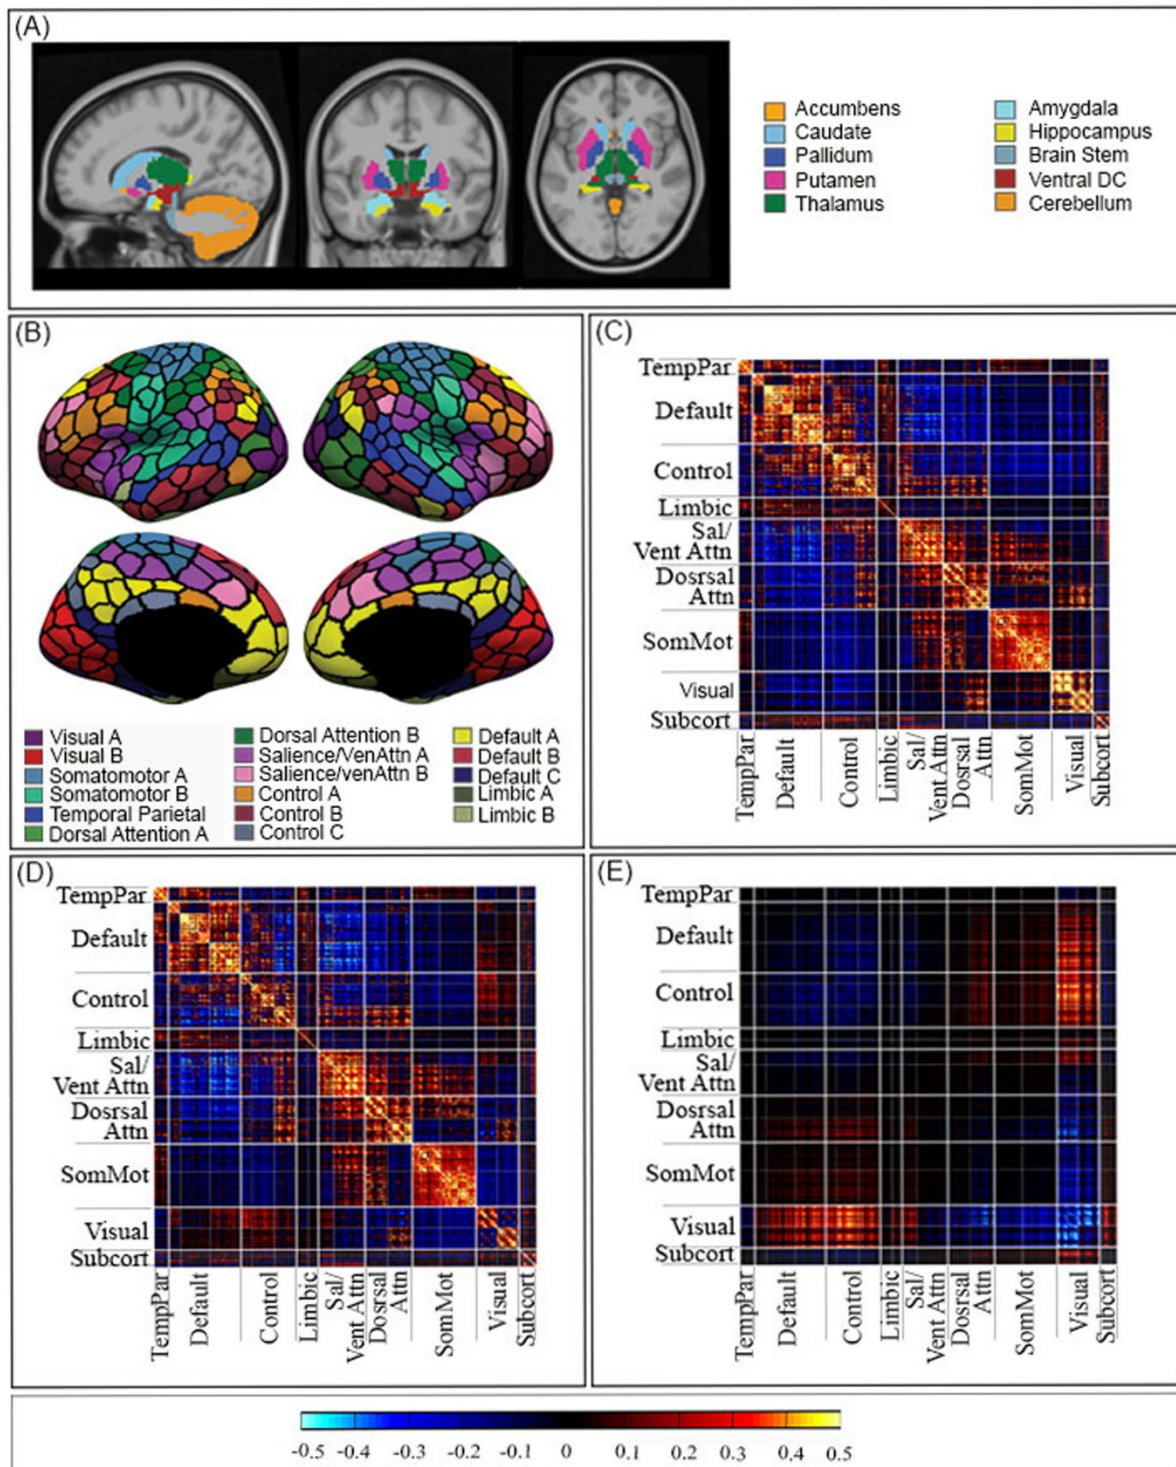 (A)
Accumbens
Caudate
Pallidum
Putamen
Thalamus
Amygdala
Hippocampus
Brain Stem
Ventral DC
Cerebellum
(B)
Visual A
Visual B
Somatomotor A
Somatomotor B
Temporal Parietal
Dorsal Attention A
Dorsal Attention B
Salience/VenAttn A
Salience/venAttn B
Control A
Control B
Control C
Default A
Default B
Default C
Limbic A
Limbic B
(C)
TempPar
Default
Control
Limbic
Sal/
Vent Attn
Dosrsal
Attn
SomMot
Visual
Subcort
TempPar
Default
Control
Limbic
Sal/
Vent Attn
Dosrsal
Attn
SomMot
Visual
Subcort
(D)
TempPar
Default
Control
Limbic
Sal/
Vent Attn
Dosrsal
Attn
SomMot
Visual
Subcort
TempPar
Default
Control
Limbic
Sal/
Vent Attn
Dosrsal
Attn
SomMot
Visual
Subcort
(E)
TempPar
Default
Control
Limbic
Sal/
Vent Attn
Dosrsal
Attn
SomMot
Visual
Subcort
TempPar
Default
Control
Limbic
Sal/
Vent Attn
Dosrsal
Attn
SomMot
Visual
Subcort
-0.5 -0.4 -0.3 -0.2 -0.1 0 0.1 0.2 0.3 0.4 0.5